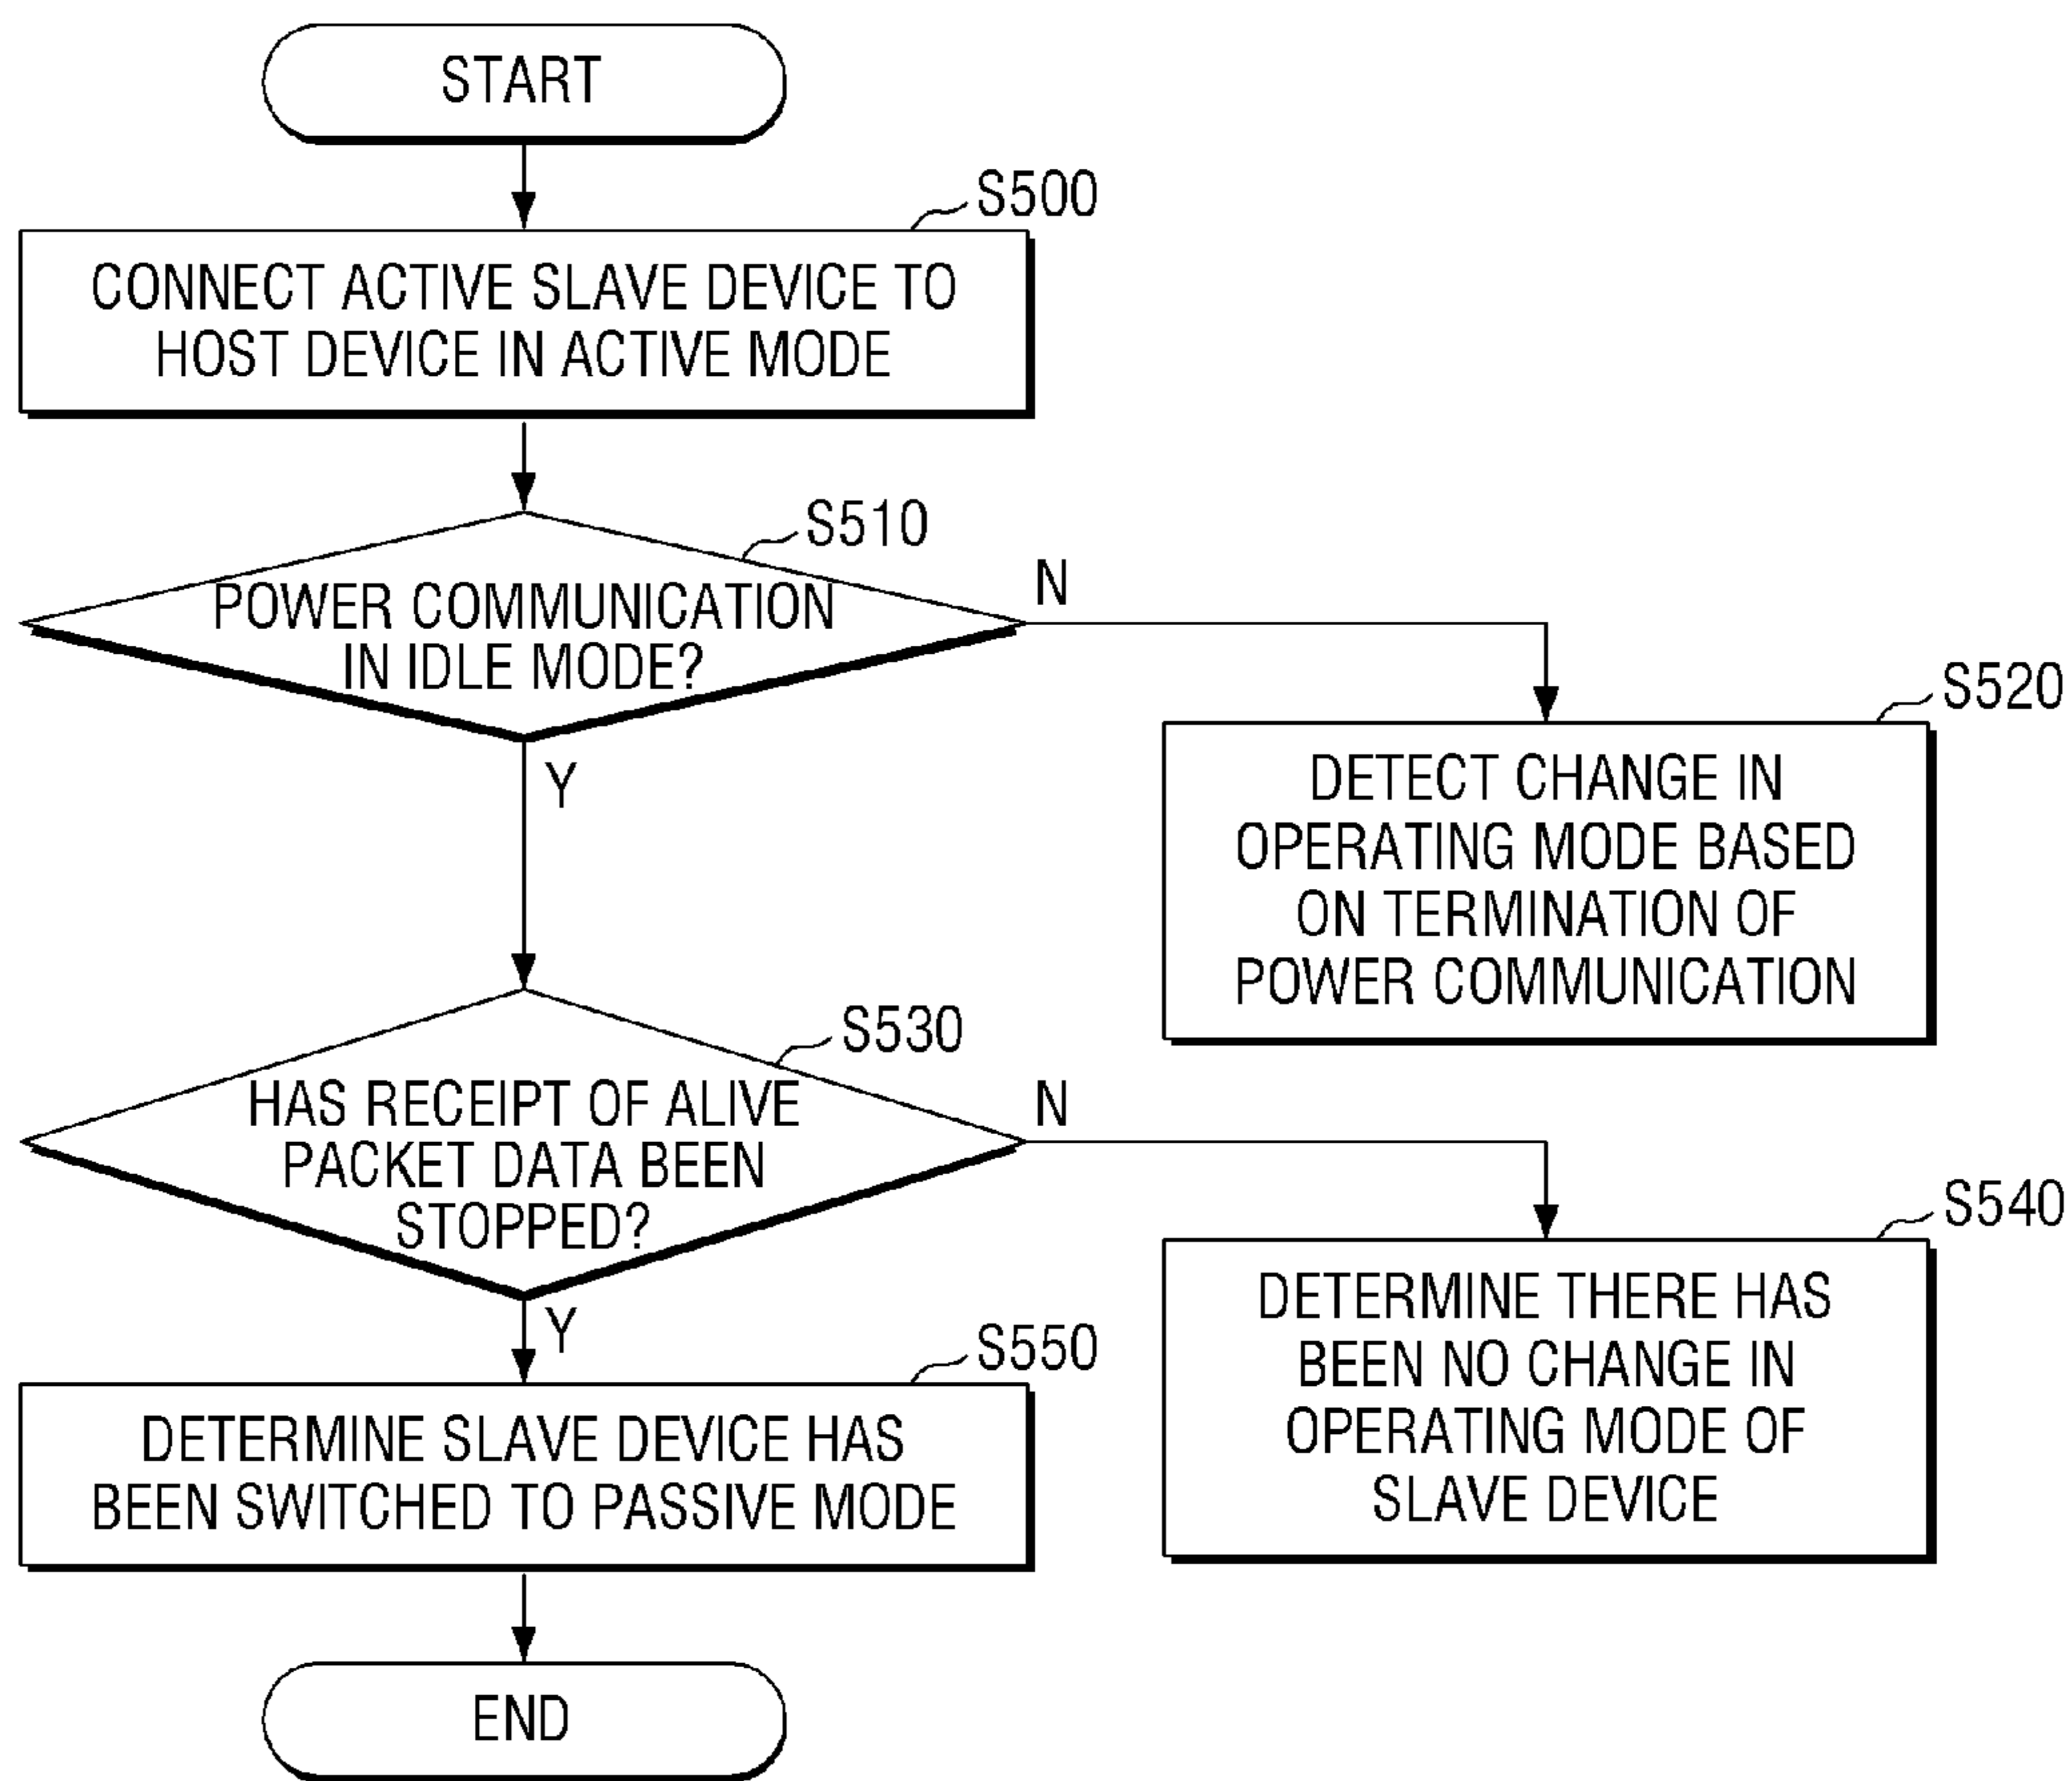 START
S500
CONNECT ACTIVE SLAVE DEVICE TO
HOST DEVICE IN ACTIVE MODE
S510
POWER COMMUNICATION
IN IDLE MODE?
N
Y
S520
DETECT CHANGE IN
OPERATING MODE BASED
ON TERMINATION OF
POWER COMMUNICATION
S530
HAS RECEIPT OF ALIVE
PACKET DATA BEEN
STOPPED?
N
Y
S540
DETERMINE THERE HAS
BEEN NO CHANGE IN
OPERATING MODE OF
SLAVE DEVICE
S550
DETERMINE SLAVE DEVICE HAS
BEEN SWITCHED TO PASSIVE MODE
END